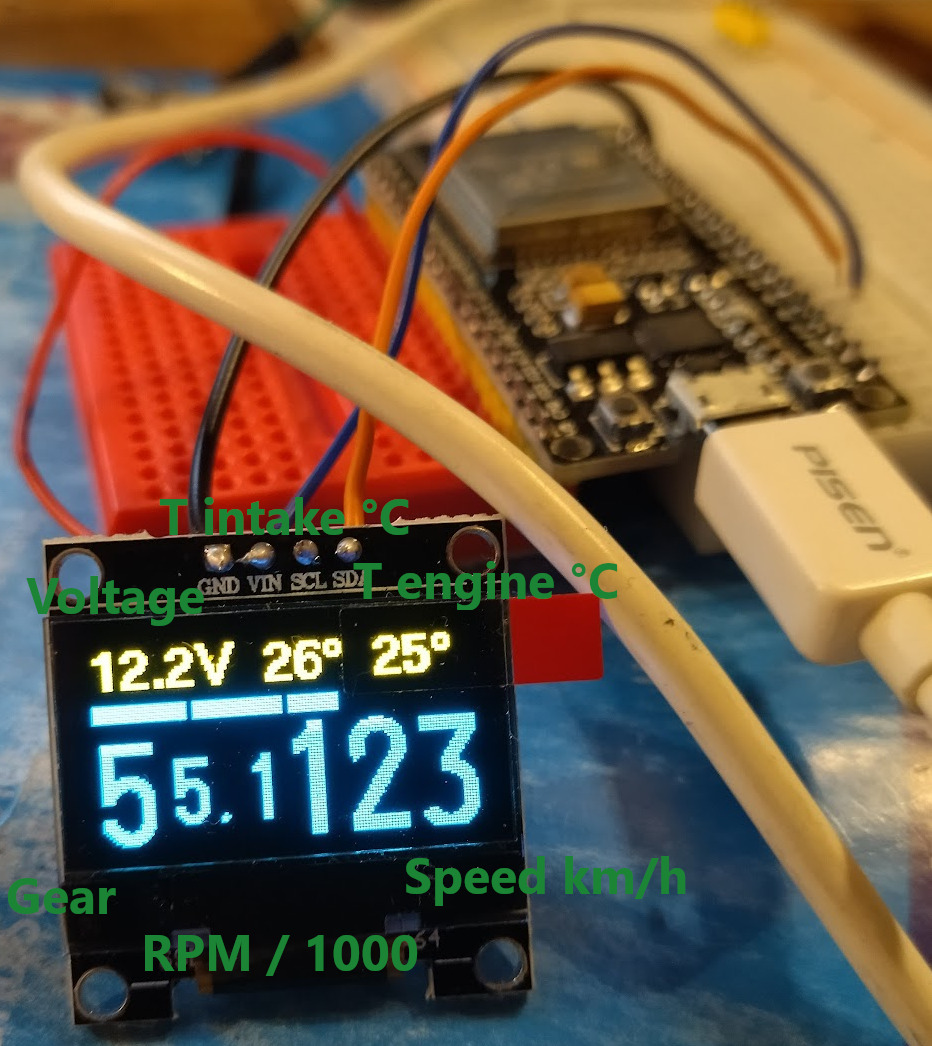 T intake °C
GND VIN SCL SDA
T engine °C
Voltage
12.2V 26° 25°
5 5.1 123
Speed km/h
Gear
RPM / 1000
64
PISEN